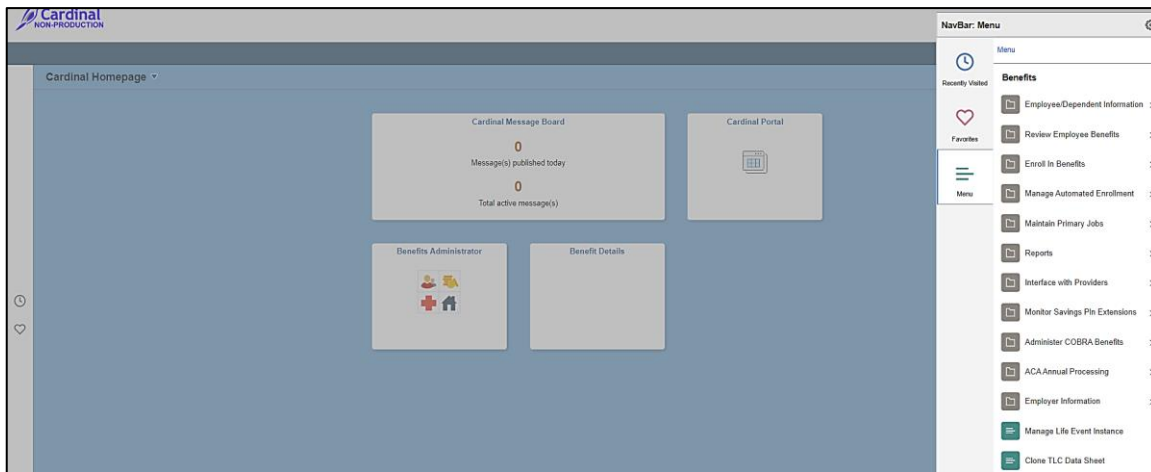 Cardinal
NON-PRODUCTION
Cardinal Homepage
Cardinal Message Board
0
Message(s) published today
0
Total active message(s)
Cardinal Portal
Benefits Administrator
Benefit Details
NavBar: Menu
Recently Visited
Favorites
Menu
Menu
Benefits
Employee/Dependent Information
Review Employee Benefits
Enroll In Benefits
Manage Automated Enrollment
Maintain Primary Jobs
Reports
Interface with Providers
Monitor Savings Pln Extensions
Administer COBRA Benefits
ACA Annual Processing
Employer Information
Manage Life Event Instance
Clone TLC Data Sheet